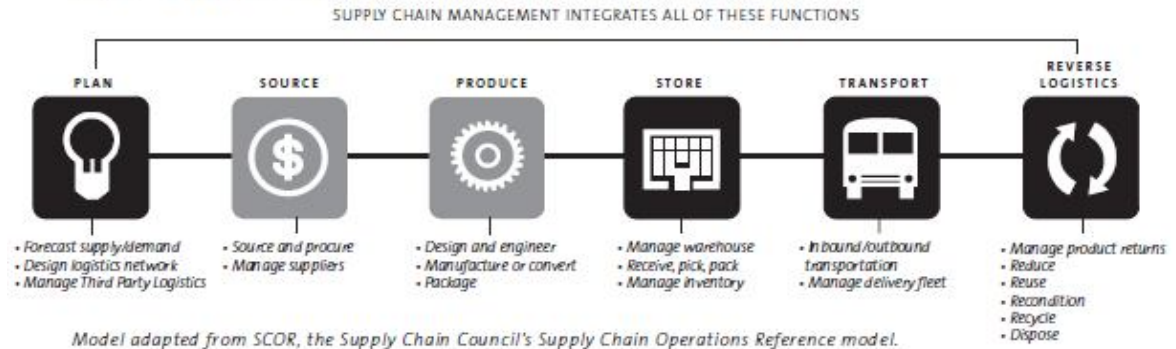 SUPPLY CHAIN MANAGEMENT INTEGRATES ALL OF THESE FUNCTIONS
PLAN
SOURCE
PRODUCE
STORE
TRANSPORT
REVERSE
LOGISTICS
$
• Forecast supply/demand
• Design logistics network
• Manage Third Party Logistics
• Source and procure
• Manage suppliers
• Design and engineer
• Manufacture or convert
• Package
• Manage warehouse
• Receive, pick, pack
• Manage inventory
• Inbound/outbound
transportation
• Manage delivery fleet
• Manage product returns
• Reduce
• Reuse
• Recondition
• Recycle
• Dispose
Model adapted from SCOR, the Supply Chain Council's Supply Chain Operations Reference model.